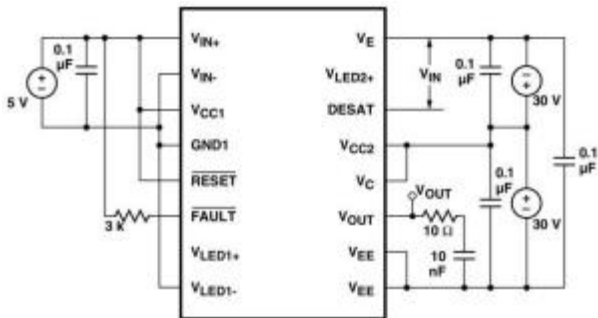 0.1
µF
5 V
3 k
VIN+
VIN-
VCC1
GND1
RESET
FAULT
VLED1+
VLED1-
VE
VLED2+
DESAT
VCC2
VC
VOUT
VEE
VEE
VIN
VOUT
10 Ω
10
nF
0.1
µF
0.1
µF
30 V
30 V
0.1
µF